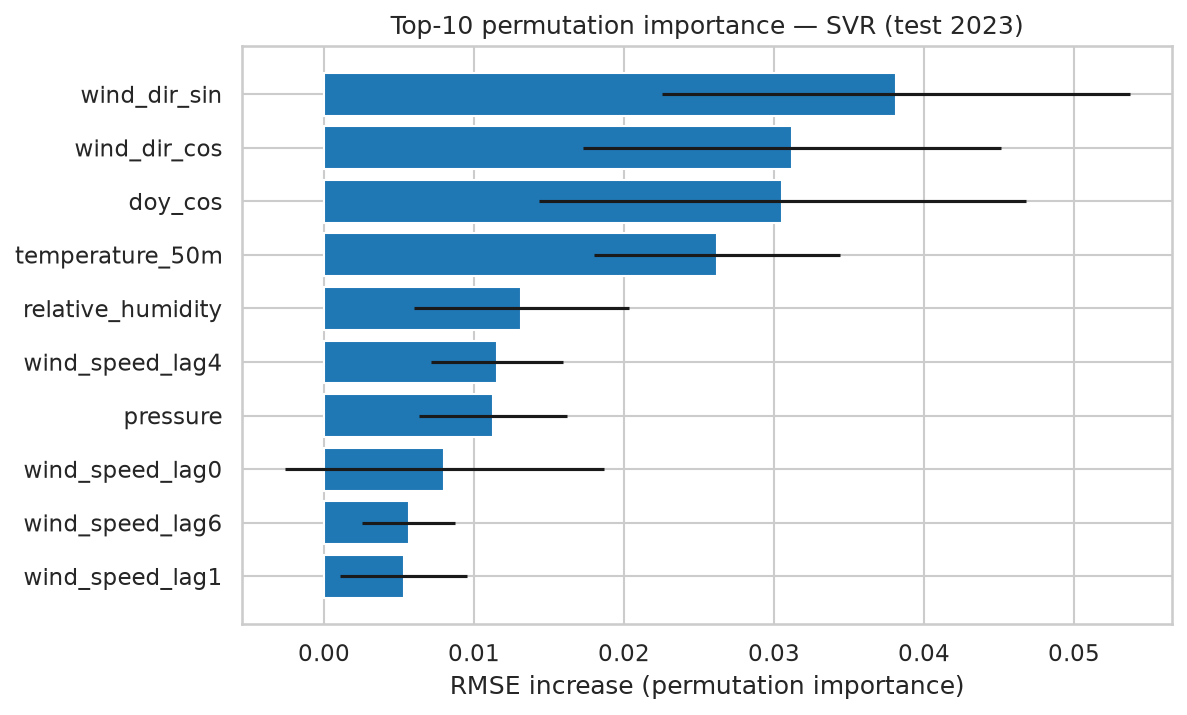 Top-10 permutation importance — SVR (test 2023)
wind_dir_sin
wind_dir_cos
doy_cos
temperature_50m
relative_humidity
wind_speed_lag4
pressure
wind_speed_lag0
wind_speed_lag6
wind_speed_lag1
0.00 0.01 0.02 0.03 0.04 0.05
RMSE increase (permutation importance)